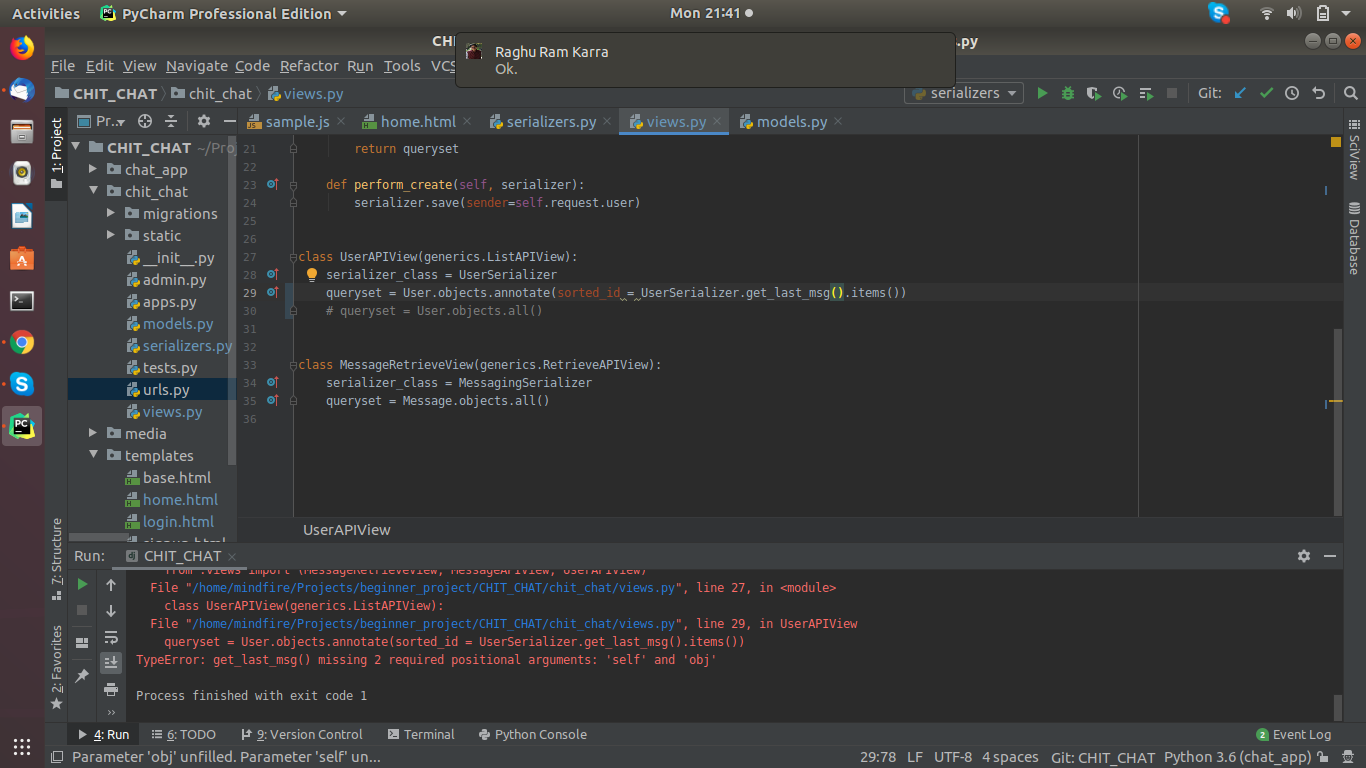 Activities
PyCharm Professional Edition
Mon 21:41
CH
.py
Raghu Ram Karra
Ok.
File Edit View Navigate Code Refactor Run Tools VCS
CHIT_CHAT
chit_chat
views.py
serializers
Git:
Pr..
sample.js
home.html
serializers.py
views.py
models.py
1: Project
CHIT_CHAT ~/Pro
chat_app
chit_chat
migrations
static
__init__.py
admin.py
apps.py
models.py
serializers.py
tests.py
urls.py
views.py
media
templates
base.html
home.html
login.html
21 return queryset
22
23 def perform_create(self, serializer):
24 serializer.save(sender=self.request.user)
25
26
27 class UserAPIView(generics.ListAPIView):
28 serializer_class = UserSerializer
29 queryset = User.objects.annotate(sorted_id = UserSerializer.get_last_msg().items())
30 # queryset = User.objects.all()
31
32
33 class MessageRetrieveView(generics.RetrieveAPIView):
34 serializer_class = MessagingSerializer
35 queryset = Message.objects.all()
36
UserAPIView
SciView
Database
7: Structure
2: Favorites
Run:
CHIT_CHAT
from .views import (MessageRetrieveView, MessageAPIView, UserAPIView)
File "/home/mindfire/Projects/beginner_project/CHIT_CHAT/chit_chat/views.py", line 27, in <module>
class UserAPIView(generics.ListAPIView):
File "/home/mindfire/Projects/beginner_project/CHIT_CHAT/chit_chat/views.py", line 29, in UserAPIView
queryset = User.objects.annotate(sorted_id = UserSerializer.get_last_msg().items())
TypeError: get_last_msg() missing 2 required positional arguments: 'self' and 'obj'
Process finished with exit code 1
4: Run
6: TODO
9: Version Control
Terminal
Python Console
2 Event Log
Parameter 'obj' unfilled. Parameter 'self' un...
29:78 LF UTF-8 4 spaces Git: CHIT_CHAT Python 3.6 (chat_app)